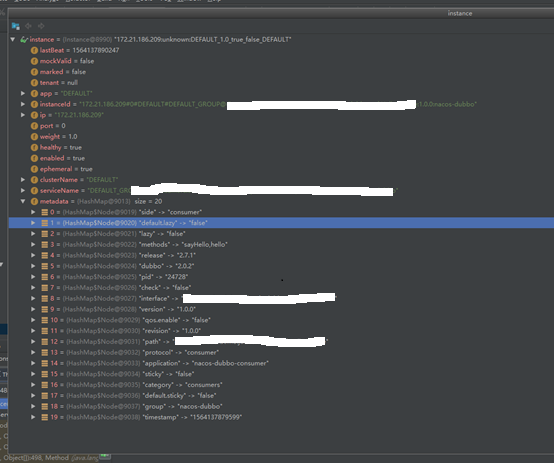 instance
instance = {Instance@8990} "172.21.186.209:unknown:DEFAULT_1.0_true_false_DEFAULT"
lastBeat = 1564137890247
mockValid = false
marked = false
tenant = null
app = "DEFAULT"
instanceId = "172.21.186.209#0#DEFAULT#DEFAULT_GROUP@ 1.0.0:nacos-dubbo"
ip = "172.21.186.209"
port = 0
weight = 1.0
healthy = true
enabled = true
ephemeral = true
clusterName = "DEFAULT"
serviceName = "DEFAULT_GR
metadata = {HashMap@9013} size = 20
0 = {HashMap$Node@9019} "side" -> "consumer"
1 = {HashMap$Node@9020} "default.lazy" -> "false"
2 = {HashMap$Node@9021} "lazy" -> "false"
3 = {HashMap$Node@9022} "methods" -> "sayHello,hello"
4 = {HashMap$Node@9023} "release" -> "2.7.1"
5 = {HashMap$Node@9024} "dubbo" -> "2.0.2"
6 = {HashMap$Node@9025} "pid" -> "24728"
7 = {HashMap$Node@9026} "check" -> "false"
8 = {HashMap$Node@9027} "interface" -> "
9 = {HashMap$Node@9028} "version" -> "1.0.0"
10 = {HashMap$Node@9029} "qos.enable" -> "false"
11 = {HashMap$Node@9030} "revision" -> "1.0.0"
12 = {HashMap$Node@9031} "path" -> "
13 = {HashMap$Node@9032} "protocol" -> "consumer"
14 = {HashMap$Node@9033} "application" -> "nacos-dubbo-consumer"
15 = {HashMap$Node@9034} "sticky" -> "false"
16 = {HashMap$Node@9035} "category" -> "consumers"
17 = {HashMap$Node@9036} "default.sticky" -> "false"
18 = {HashMap$Node@9037} "group" -> "nacos-dubbo"
19 = {HashMap$Node@9038} "timestamp" -> "1564137879599"
Object[]):498, Method {java.lang